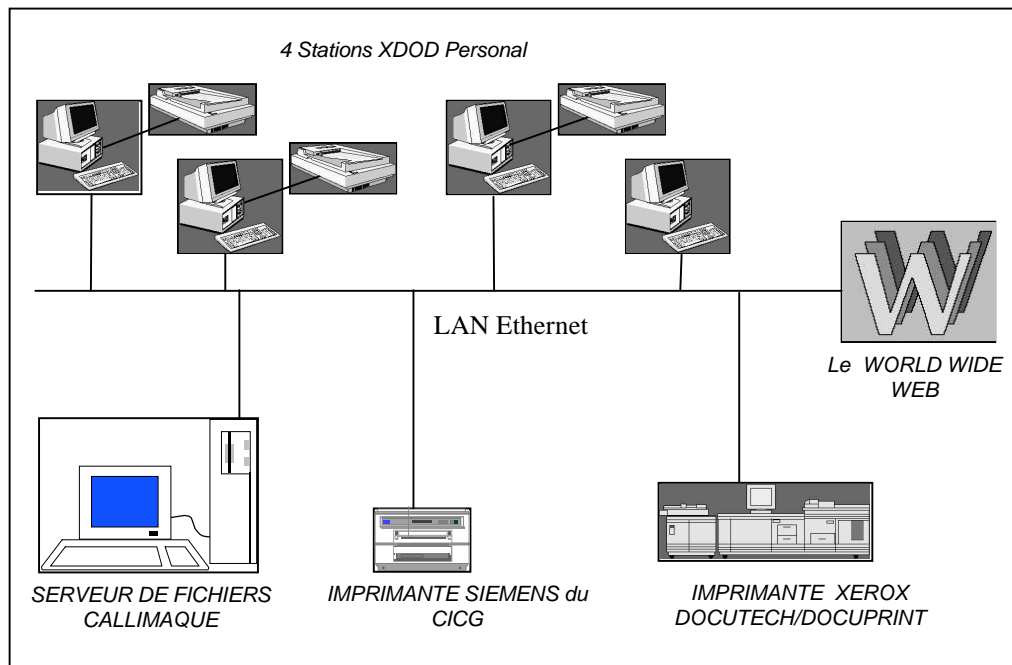 4 Stations XDOD Personal
LAN Ethernet
Le WORLD WIDE
WEB
SERVEUR DE FICHIERS
CALLIMAQUE
IMPRIMANTE SIEMENS du
CICG
IMPRIMANTE XEROX
DOCUTECH/DOCUPRINT